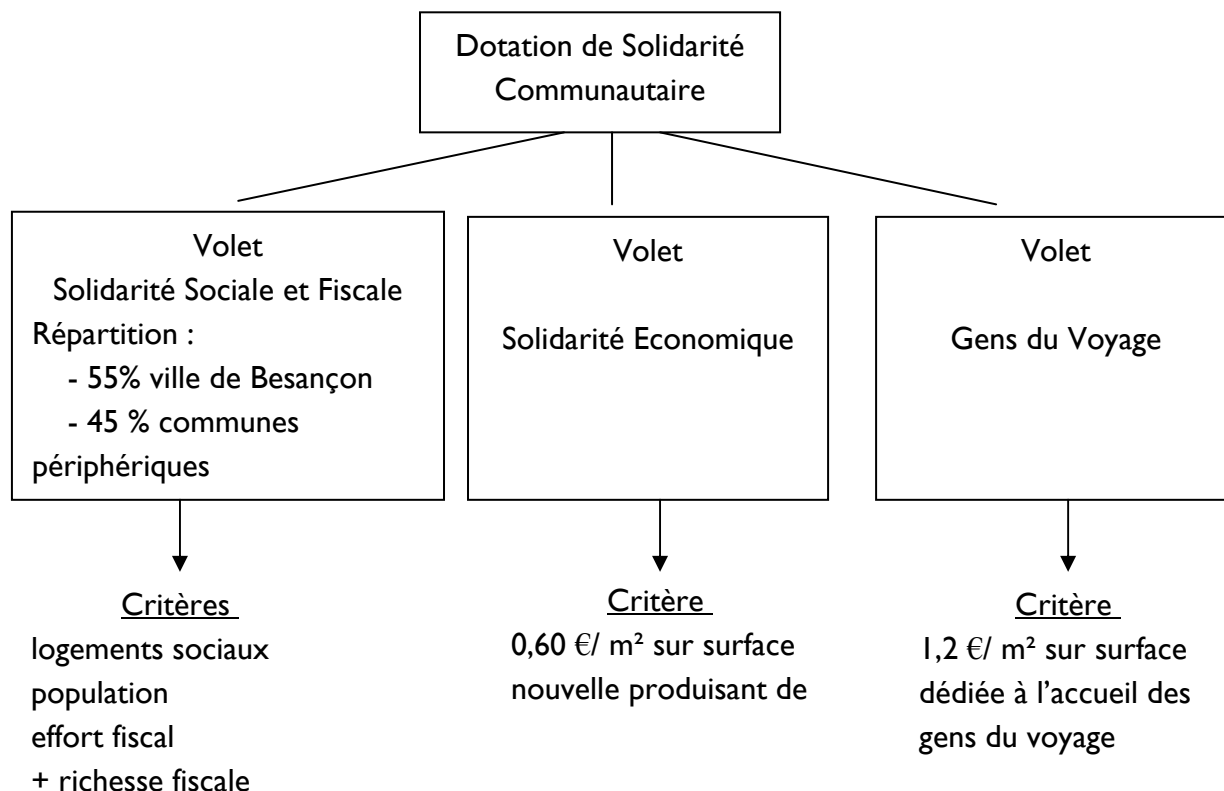 Dotation de Solidarité
Communautaire
Volet
Solidarité Sociale et Fiscale
Répartition :
- 55% ville de Besançon
- 45 % communes
périphériques
Volet
Solidarité Economique
Volet
Gens du Voyage
Critères
logements sociaux
population
effort fiscal
+ richesse fiscale
Critère
0,60 €/ m² sur surface
nouvelle produisant de
Critère
1,2 €/ m² sur surface
dédiée à l’accueil des
gens du voyage